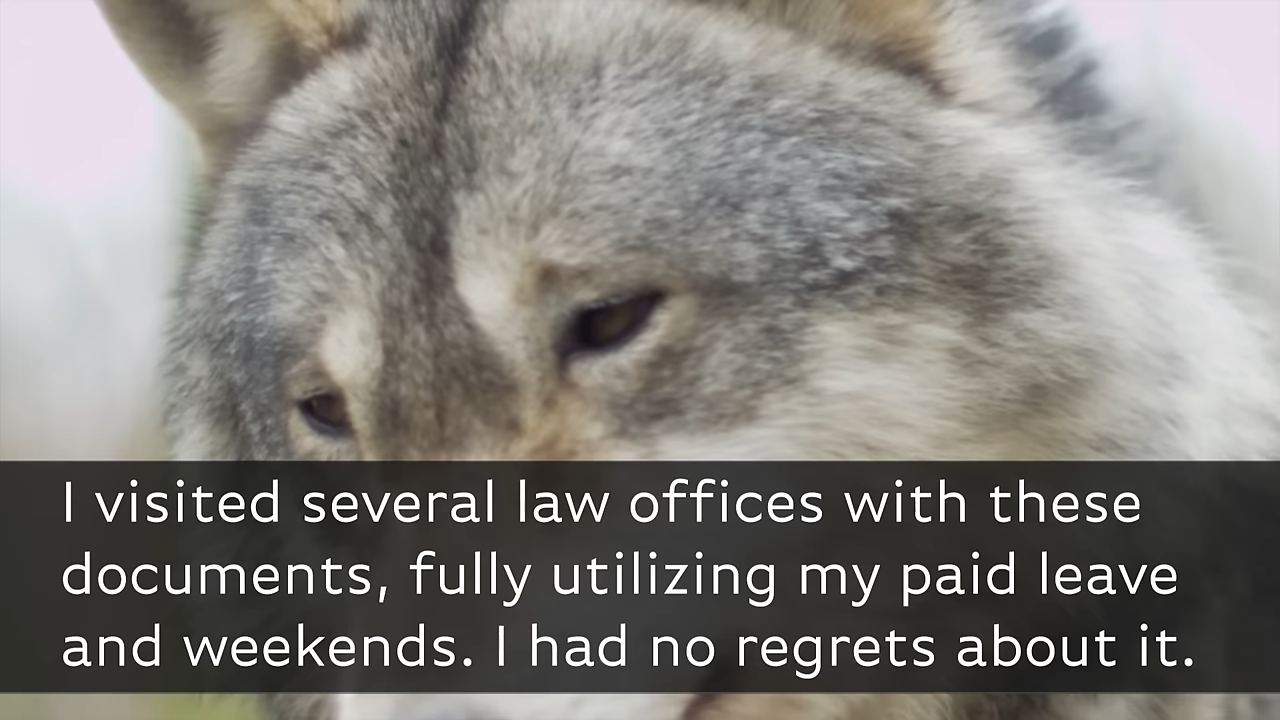 I visited several law offices with these
documents, fully utilizing my paid leave
and weekends. I had no regrets about it.